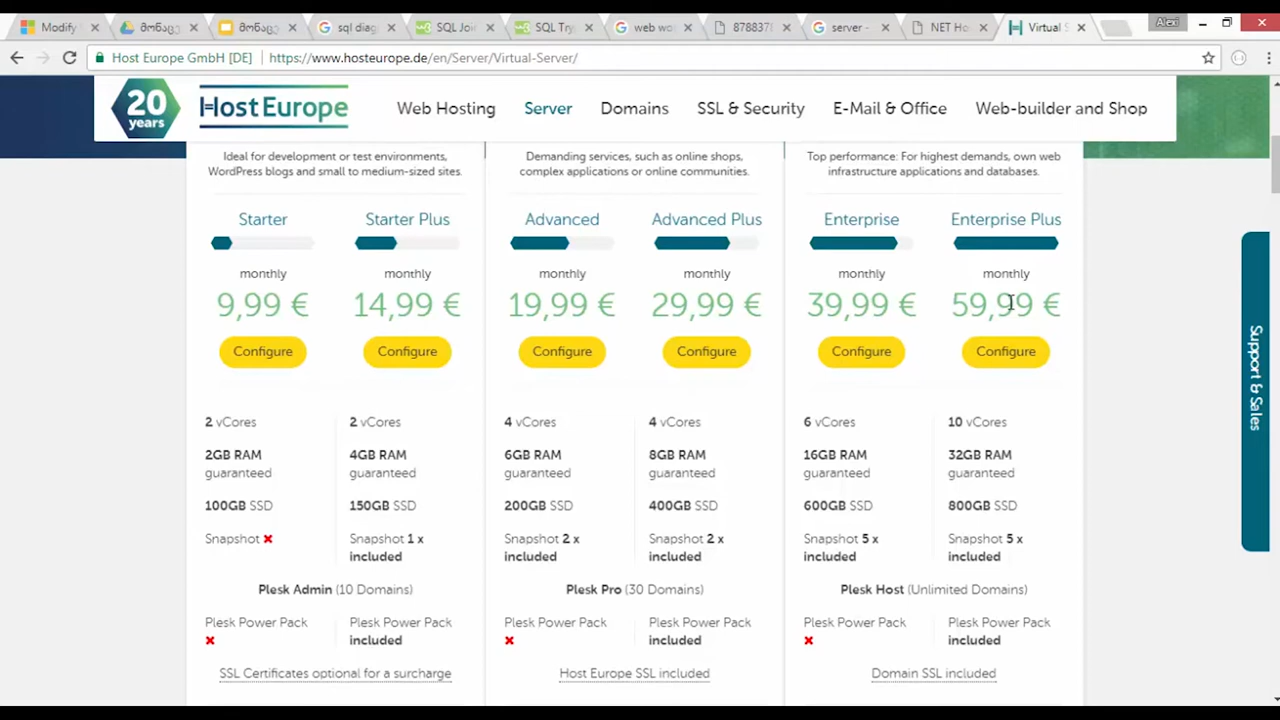 Modify
მონაცე
მონაცე
sql diag
SQL Joi
SQL Try
web wo
878837
server -
NET Ho
Virtual S
Alexi
Host Europe GmbH [DE]
https://www.hosteurope.de/en/Server/Virtual-Server/
20
years
HostEurope
Web Hosting
Server
Domains
SSL & Security
E-Mail & Office
Web-builder and Shop
Ideal for development or test environments,
WordPress blogs and small to medium-sized sites.
Demanding services, such as online shops,
complex applications or online communities.
Top performance: For highest demands, own web
infrastructure applications and databases.
Starter
Starter Plus
Advanced
Advanced Plus
Enterprise
Enterprise Plus
monthly
monthly
monthly
monthly
monthly
monthly
9,99 €
14,99 €
19,99 €
29,99 €
39,99 €
59,99 €
Configure
Configure
Configure
Configure
Configure
Configure
2 vCores
2 vCores
4 vCores
4 vCores
6 vCores
10 vCores
2GB RAM
guaranteed
4GB RAM
guaranteed
6GB RAM
guaranteed
8GB RAM
guaranteed
16GB RAM
guaranteed
32GB RAM
guaranteed
100GB SSD
150GB SSD
200GB SSD
400GB SSD
600GB SSD
800GB SSD
Snapshot
Snapshot 1 x
included
Snapshot 2 x
included
Snapshot 2 x
included
Snapshot 5 x
included
Snapshot 5 x
included
Plesk Admin (10 Domains)
Plesk Pro (30 Domains)
Plesk Host (Unlimited Domains)
Plesk Power Pack
Plesk Power Pack
included
Plesk Power Pack
Plesk Power Pack
included
Plesk Power Pack
Plesk Power Pack
included
SSL Certificates optional for a surcharge
Host Europe SSL included
Domain SSL included
Support & Sales